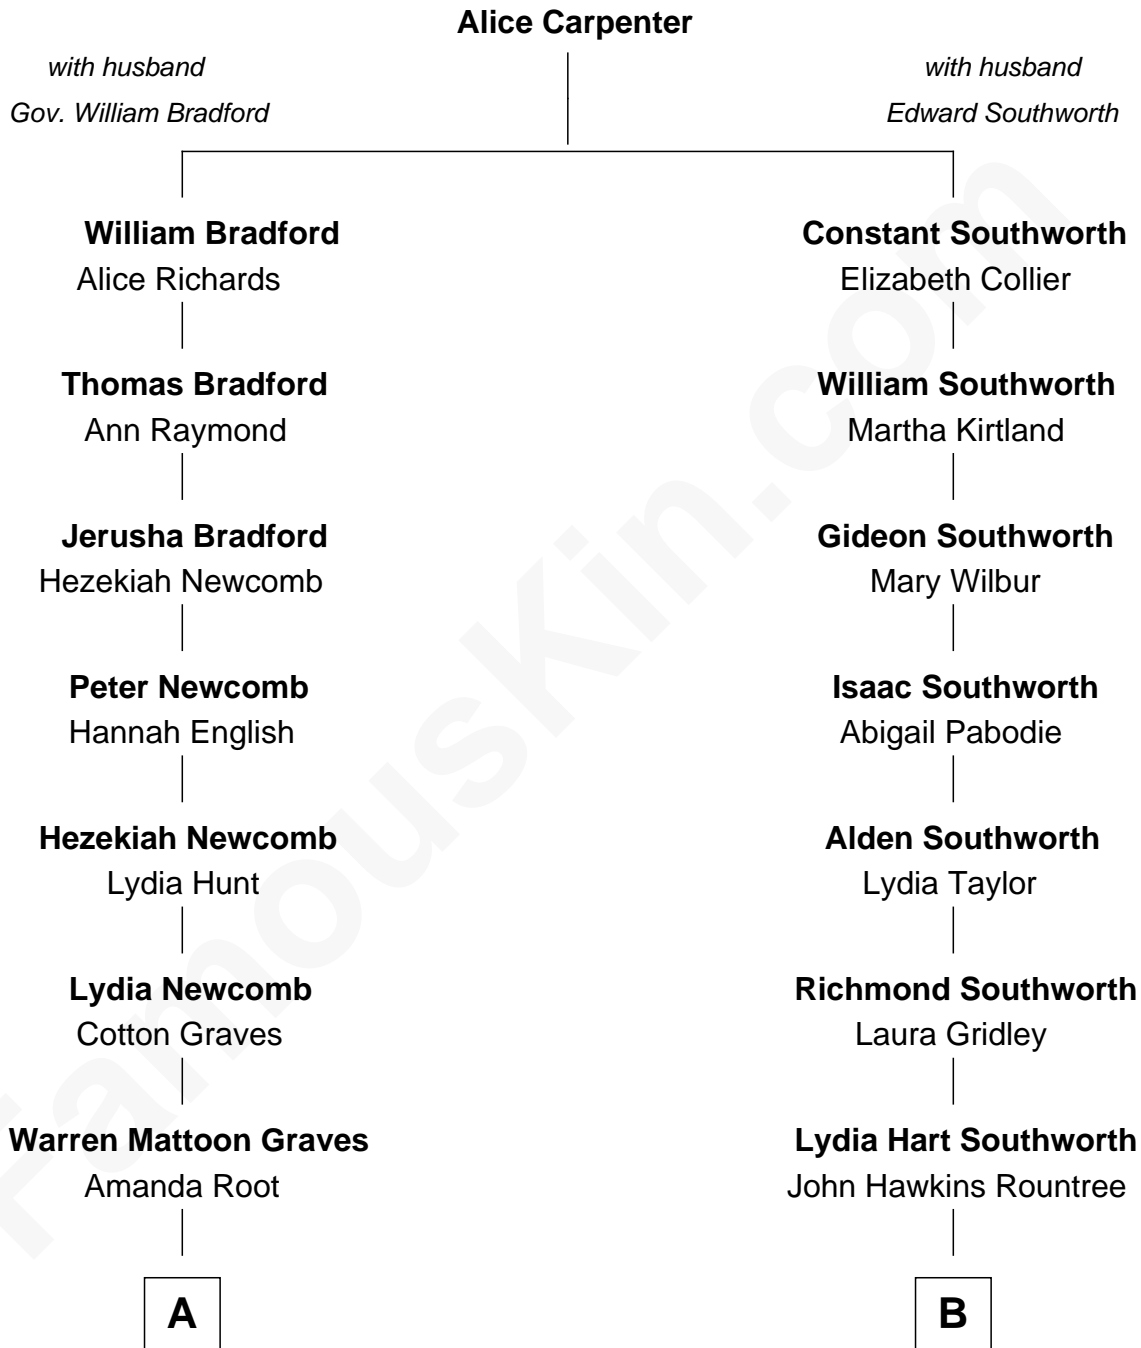 Alice Carpenter
with husband
Gov. William Bradford
with husband
Edward Southworth
William Bradford
Alice Richards
Constant Southworth
Elizabeth Collier
Thomas Bradford
Ann Raymond
William Southworth
Martha Kirtland
Jerusha Bradford
Hezekiah Newcomb
Gideon Southworth
Mary Wilbur
Peter Newcomb
Hannah English
Isaac Southworth
Abigail Pabodie
Hezekiah Newcomb
Lydia Hunt
Alden Southworth
Lydia Taylor
Lydia Newcomb
Cotton Graves
Richmond Southworth
Laura Gridley
Warren Mattoon Graves
Amanda Root
Lydia Hart Southworth
John Hawkins Rountree
A
B
FamousKin.com